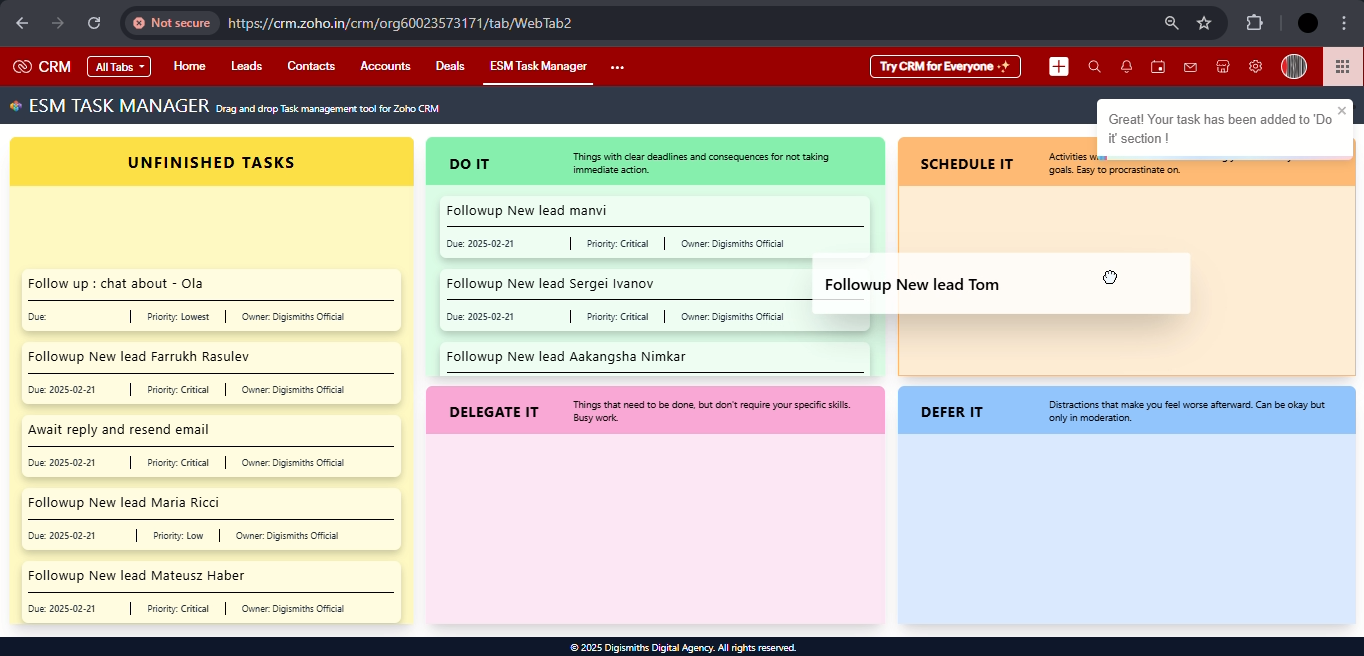 Not secure
https://crm.zoho.in/crm/org60023573171/tab/WebTab2
CRM
All Tabs
Home
Leads
Contacts
Accounts
Deals
ESM Task Manager
Try CRM for Everyone
ESM TASK MANAGER Drag and drop Task management tool for Zoho CRM
Great! Your task has been added to 'Do
it' section !
UNFINISHED TASKS
Follow up : chat about - Ola
Due: Priority: Lowest Owner: Digismiths Official
Followup New lead Farrukh Rasulev
Due: 2025-02-21 Priority: Critical Owner: Digismiths Official
Await reply and resend email
Due: 2025-02-21 Priority: Critical Owner: Digismiths Official
Followup New lead Maria Ricci
Due: 2025-02-21 Priority: Low Owner: Digismiths Official
Followup New lead Mateusz Haber
Due: 2025-02-21 Priority: Critical Owner: Digismiths Official
DO IT
Things with clear deadlines and consequences for not taking
immediate action.
Followup New lead manvi
Due: 2025-02-21 Priority: Critical Owner: Digismiths Official
Followup New lead Sergei Ivanov
Due: 2025-02-21 Priority: Critical Owner: Digismiths Official
Followup New lead Aakangsha Nimkar
SCHEDULE IT
Activities
goals. Easy to procrastinate on.
Followup New lead Tom
DELEGATE IT
Things that need to be done, but don't require your specific skills.
Busy work.
DEFER IT
Distractions that make you feel worse afterward. Can be okay but
only in moderation.
© 2025 Digismiths Digital Agency. All rights reserved.